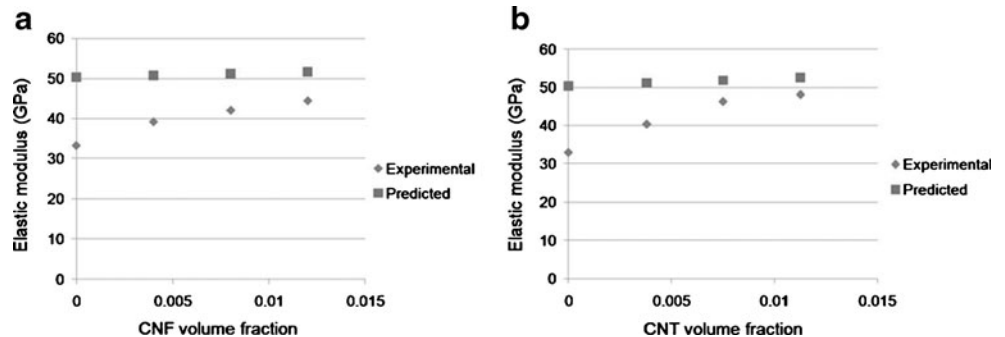 a
60
50
40
30
20
10
0
Elastic modulus (GPa)
0 0.005 0.01 0.015
CNF volume fraction
Experimental
Predicted
b
60
50
40
30
20
10
0
Elastic modulus (GPa)
0 0.005 0.01 0.015
CNT volume fraction
Experimental
Predicted